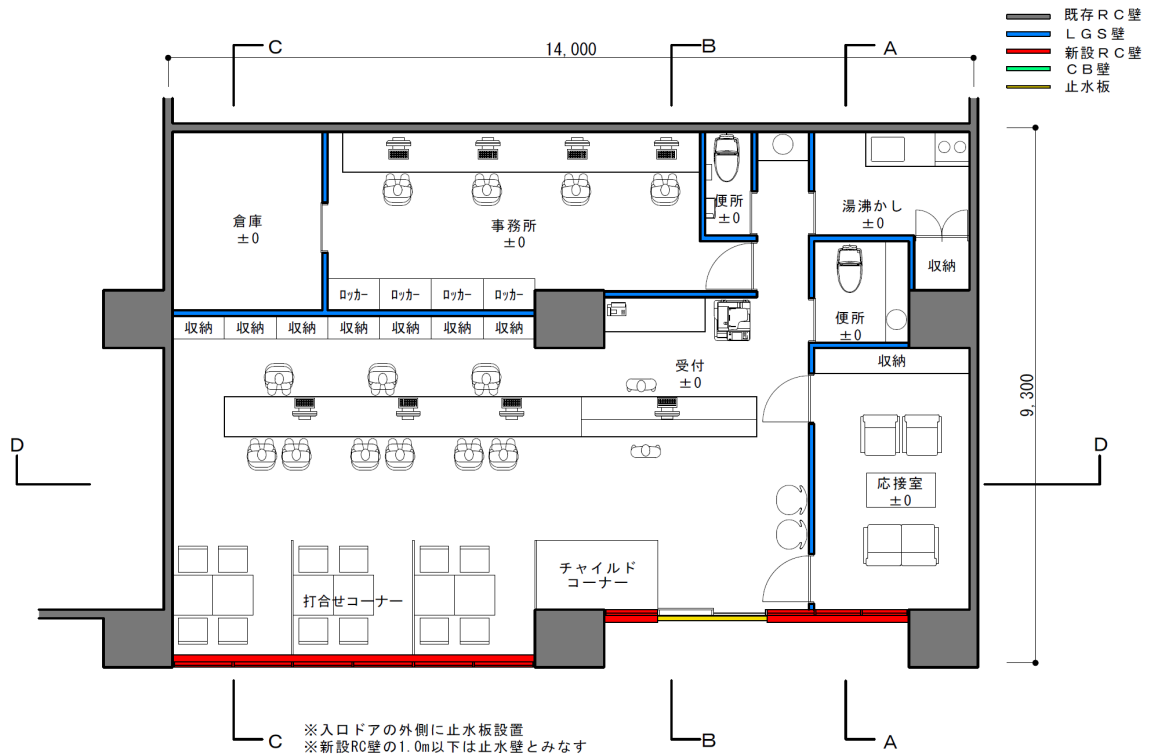 既存RC壁
LGS壁
新設RC壁
CB壁
止水板
C
14,000
B
A
倉庫
±0
事務所
±0
便所
±0
湯沸かし
±0
収納
ロッカー ロッカー ロッカー ロッカー
収納 収納 収納 収納 収納 収納 収納
便所
±0
受付
±0
収納
9,300
D
D
応接室
±0
チャイルド
コーナー
打合せコーナー
C
B
A
※入口ドアの外側に止水板設置
※新設RC壁の1.0m以下は止水壁とみなす